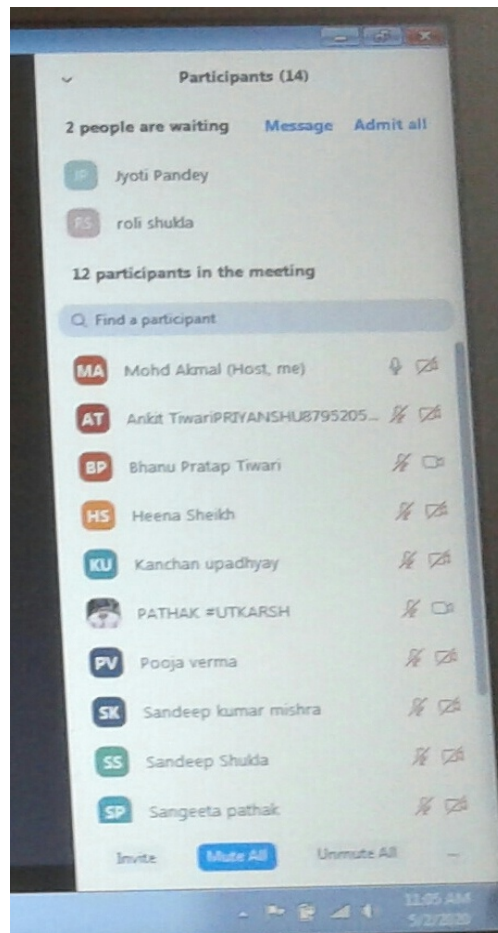 Participants (14)
2 people are waiting Message Admit all
JP Jyoti Pandey
RS roli shukla
12 participants in the meeting
Find a participant
MA Mohd Akmal (Host, me)
AT Ankit TiwariPRIYANSHU8795205...
BP Bhanu Pratap Tiwari
HS Heena Sheikh
KU Kanchan upadhyay
PATHAK #UTKARSH
PV Pooja verma
SK Sandeep kumar mishra
SS Sandeep Shukla
SP Sangeeta pathak
Invite Mute All Unmute All ...
11:05 AM
5/2/2020